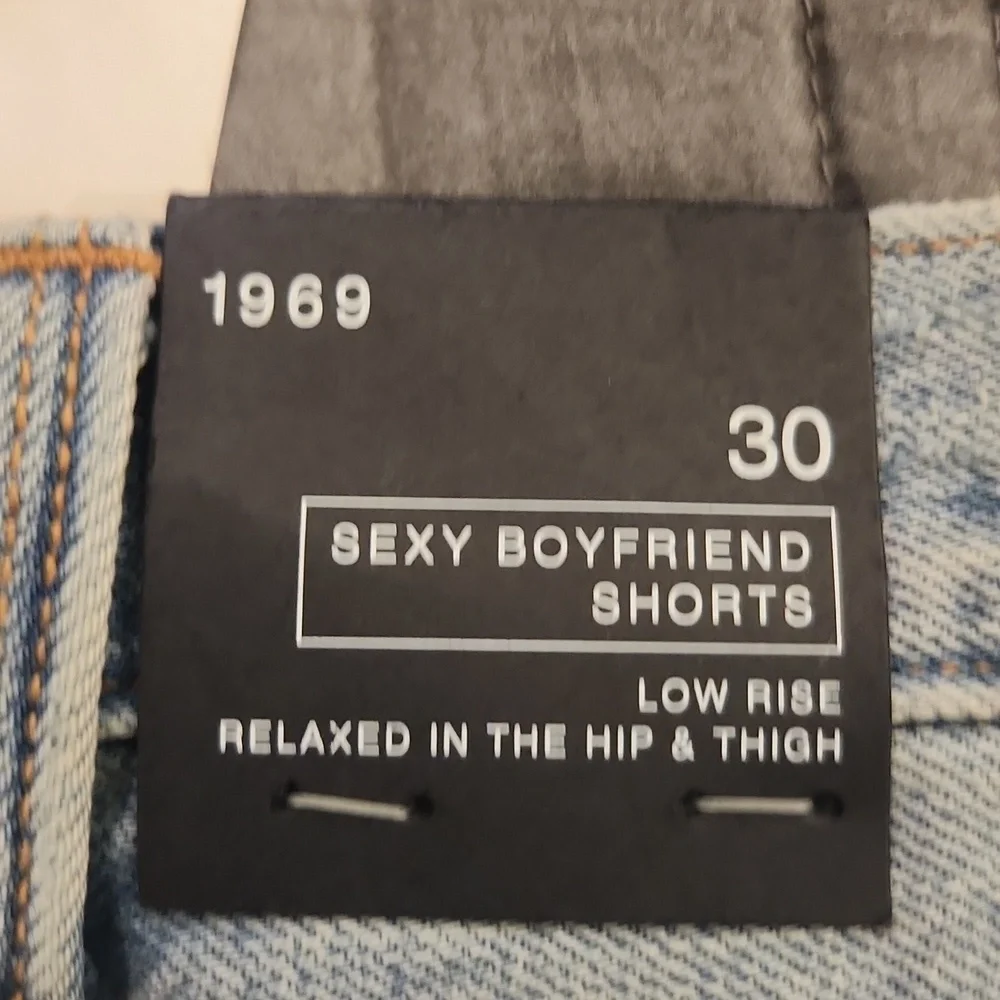 1969
30
SEXY BOYFRIEND
SHORTS
LOW RISE
RELAXED IN THE HIP & THIGH